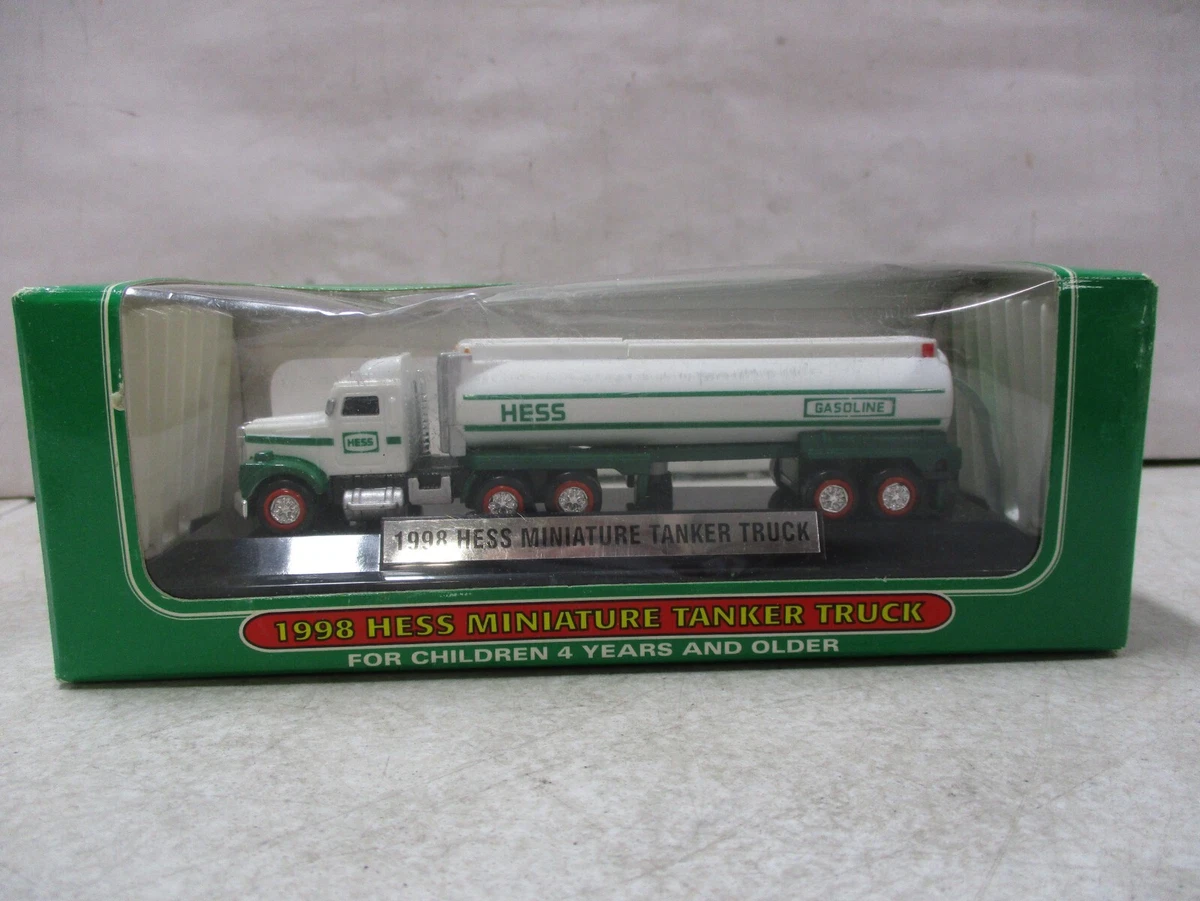 HESS
GASOLINE
HESS
1998 HESS MINIATURE TANKER TRUCK
1998 HESS MINIATURE TANKER TRUCK
FOR CHILDREN 4 YEARS AND OLDER